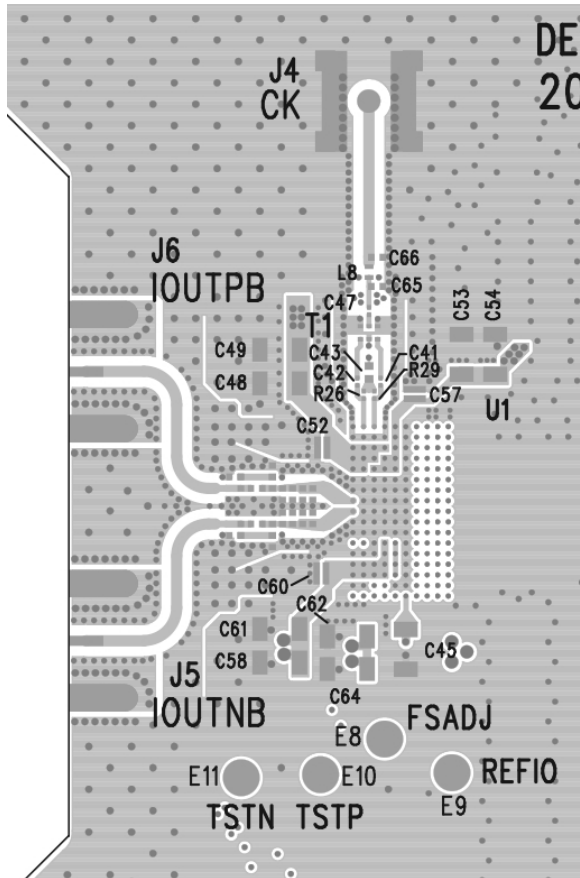 DE
20
J4
CK
J6
IOUTPB
C66
L8
C65
C47
T1
C53
C54
C49
C43
C41
C48
C42
R29
R26
C57
U1
C52
C60
C62
C61
C58
C45
C64
J5
IOUTNB
FSADJ
E8
E11
E10
REFIO
E9
TSTN
TSTP